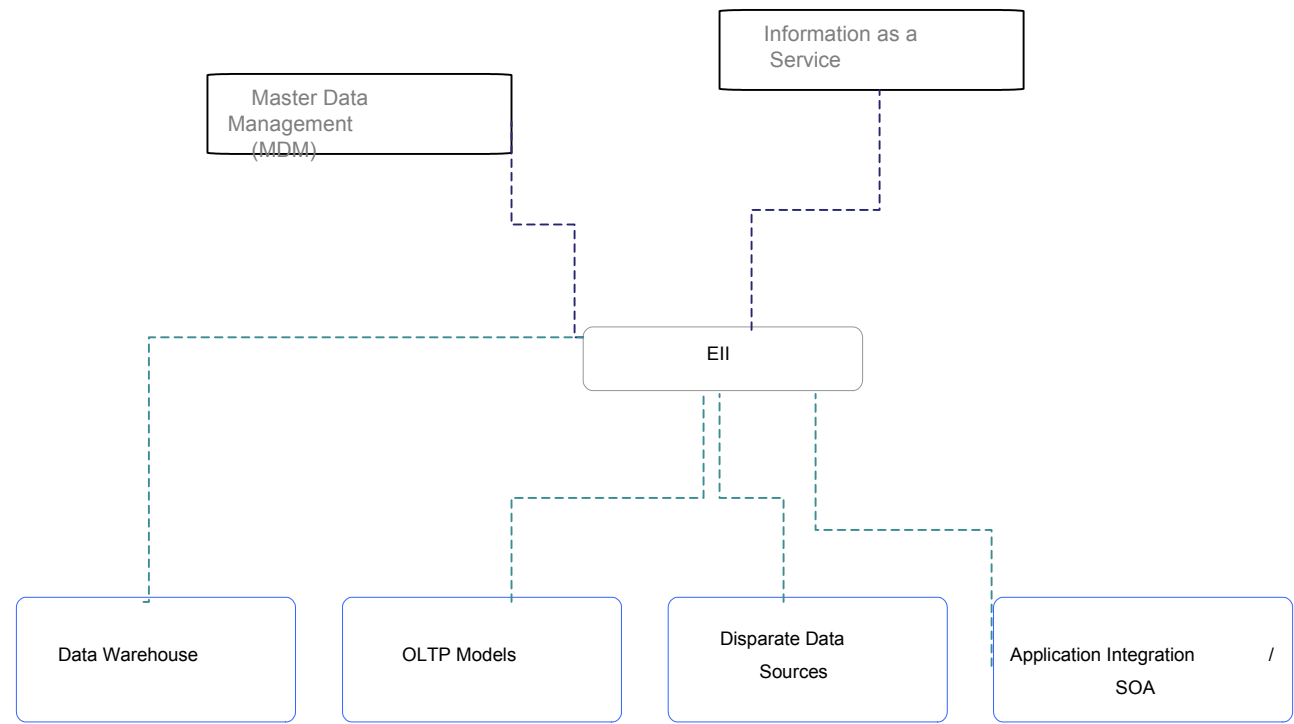 Information as a
Service
Master Data
Management
(MDM)
EII
Data Warehouse
OLTP Models
Disparate Data
Sources
Application Integration /
SOA